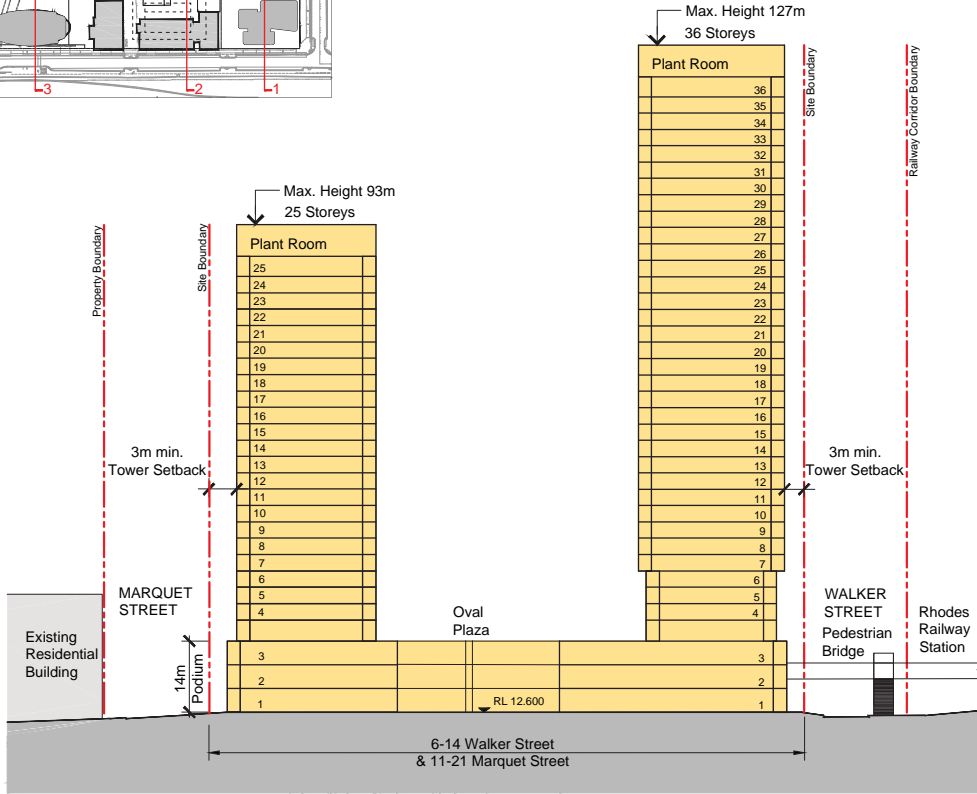 3
2
1
Max. Height 127m
36 Storeys
Plant Room
36
35
34
33
32
31
30
29
28
27
26
25
24
23
22
21
20
19
18
17
16
15
14
13
12
11
10
9
8
7
6
5
4
3
2
1
Site Boundary
Railway Corridor Boundary
Max. Height 93m
25 Storeys
Plant Room
25
24
23
22
21
20
19
18
17
16
15
14
13
12
11
10
9
8
7
6
5
4
3
2
1
Property Boundary
Site Boundary
3m min.
Tower Setback
3m min.
Tower Setback
MARQUET
STREET
Existing
Residential
Building
14m
Podium
Oval
Plaza
RL 12.600
WALKER
STREET
Pedestrian
Bridge
Rhodes
Railway
Station
6-14 Walker Street
& 11-21 Marquet Street